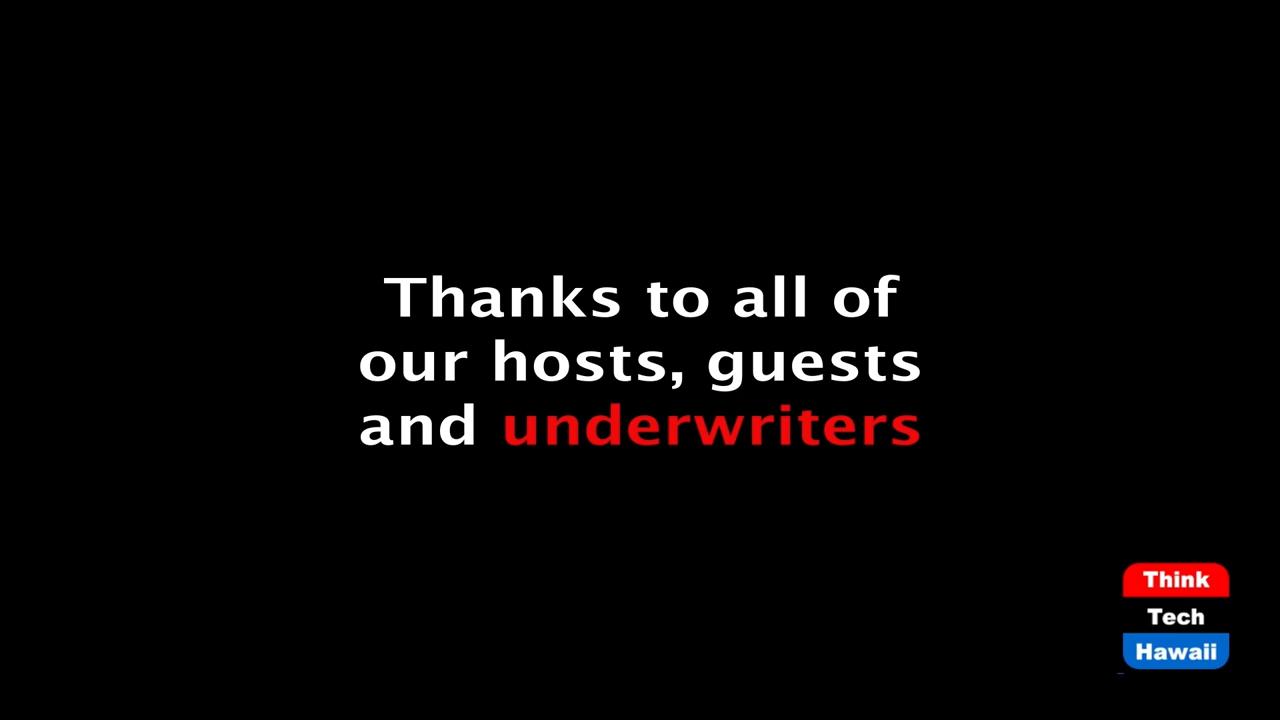 Thanks to all of
our hosts, guests
and underwriters
Think
Tech
Hawaii